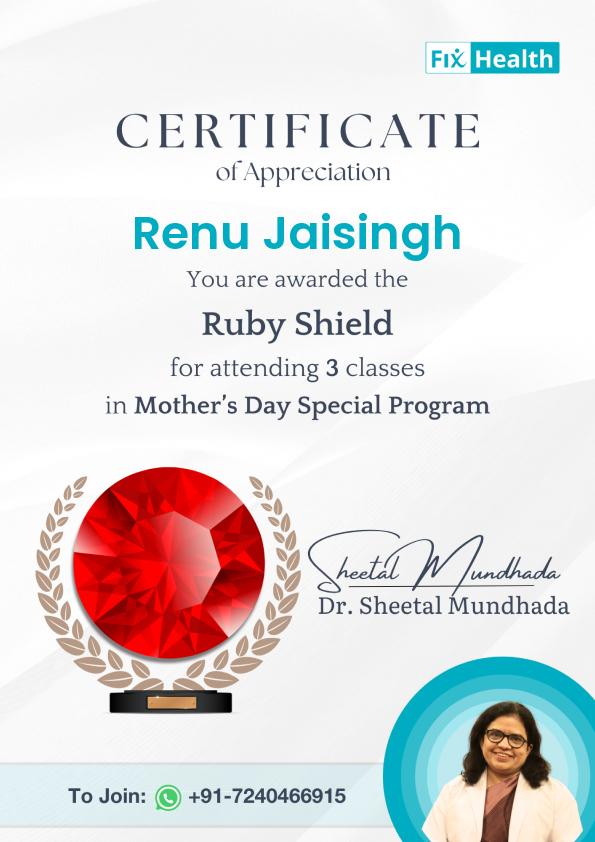 Fix Health
CERTIFICATE
of Appreciation
Renu Jaisingh
You are awarded the
Ruby Shield
for attending 3 classes
in Mother's Day Special Program
Sheetal Mundhada
Dr. Sheetal Mundhada
To Join: +91-7240466915